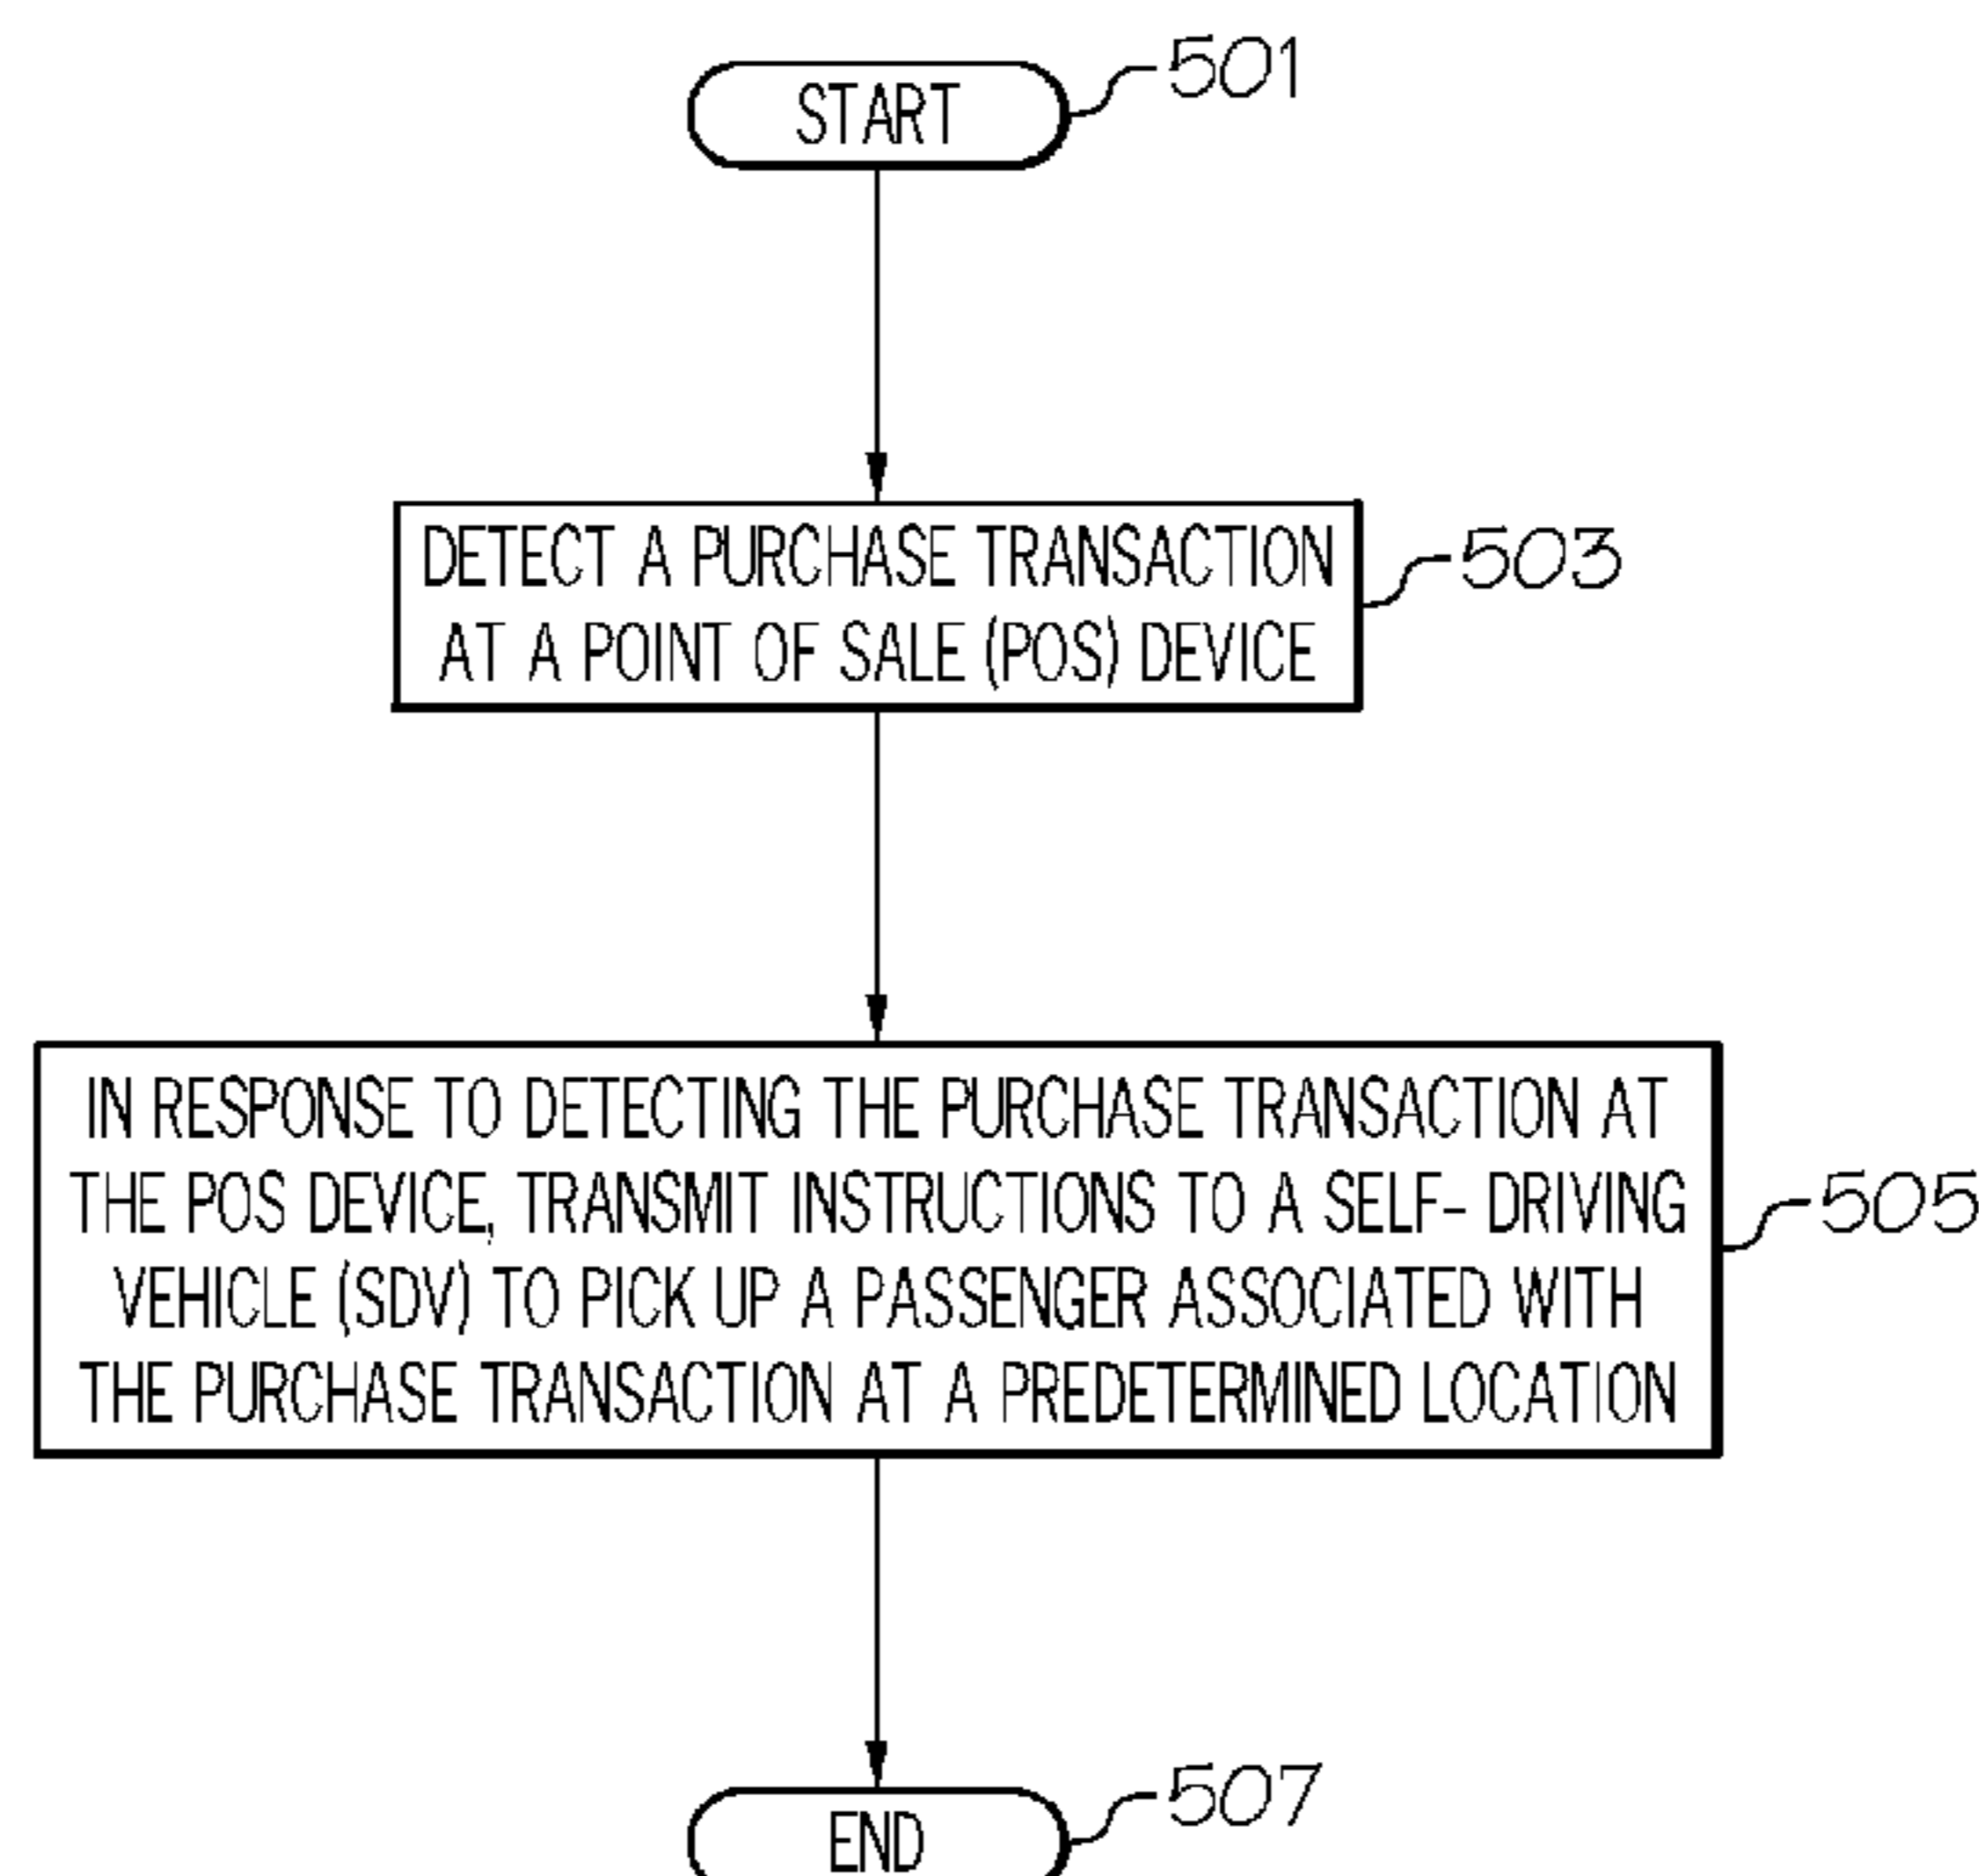 START
501
DETECT A PURCHASE TRANSACTION
AT A POINT OF SALE (POS) DEVICE
503
IN RESPONSE TO DETECTING THE PURCHASE TRANSACTION AT
THE POS DEVICE, TRANSMIT INSTRUCTIONS TO A SELF- DRIVING
VEHICLE (SDV) TO PICK UP A PASSENGER ASSOCIATED WITH
THE PURCHASE TRANSACTION AT A PREDETERMINED LOCATION
505
END
507